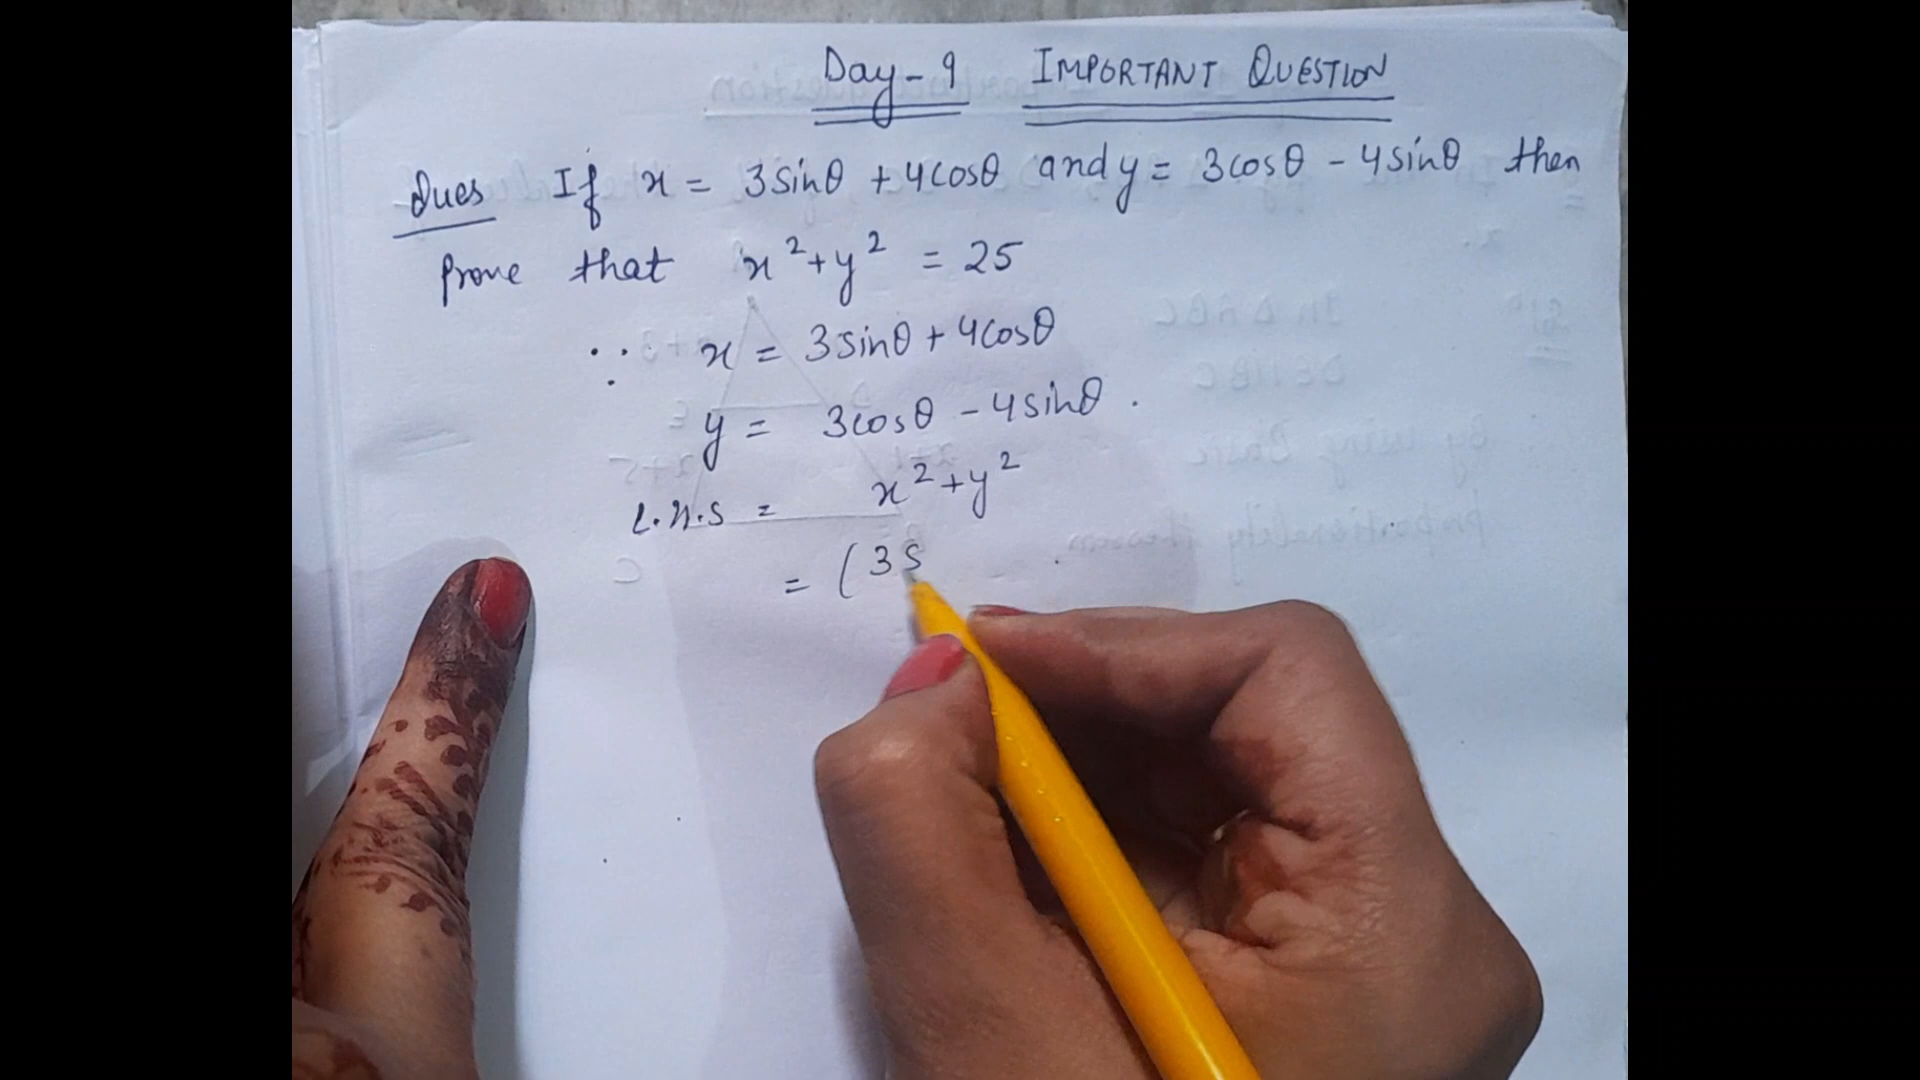 Day-9 IMPORTANT QUESTION
Ques If x = 3sinθ + 4cosθ and y = 3cosθ - 4sinθ then
prove that x²+y² = 25
∵ x = 3sinθ + 4cosθ
y = 3cosθ - 4sinθ.
L.H.S = x²+y²
= (3s